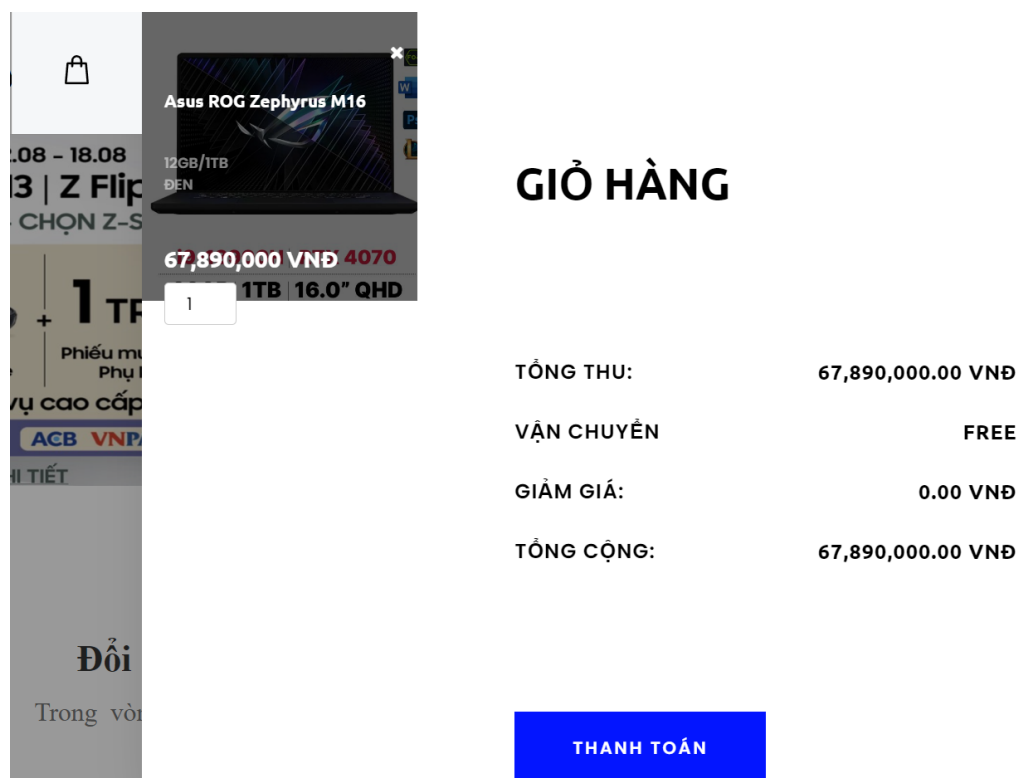 .08 – 18.08
3 | Z Flip
CHỌN Z-S
1 TR
+
Phiếu mu
Phụ
vụ cao cấp
ACB VNPA
HI TIẾT
Đổi
Trong vòn
Asus ROG Zephyrus M16
12GB/1TB
ĐEN
4070
67,890,000 VNĐ
1TB | 16.0” QHD
1
GIỎ HÀNG
TỔNG THU: 67,890,000.00 VNĐ
VẬN CHUYỂN FREE
GIẢM GIÁ: 0.00 VNĐ
TỔNG CỘNG: 67,890,000.00 VNĐ
THANH TOÁN